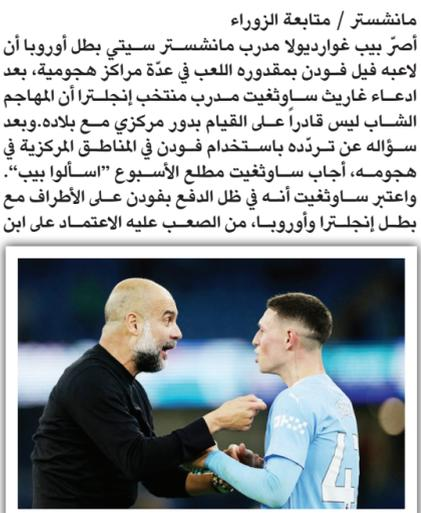 مانشستر / متابعة الزوراء
أصرّ بيب غوارديولا مدرب مانشستر سيتي بطل أوروبا أن
لاعبه فيل فودن بمقدوره اللعب في عدّة مراكز هجومية، بعد
ادعاء غاريث ساوثغيت مدرب منتخب إنجلترا أن المهاجم
الشاب ليس قادراً على القيام بدور مركزي مع بلاده.وبعد
سؤاله عن تردّده باستخدام فودن في المناطق المركزية في
هجومه، أجاب ساوثغيت مطلع الأسبوع ”اسألوا بيب“.
واعتبر ساوثغيت أنه في ظل الدفع بفودن على الأطراف مع
بطل إنجلترا وأوروبا، من الصعب عليه الاعتماد على ابن
4